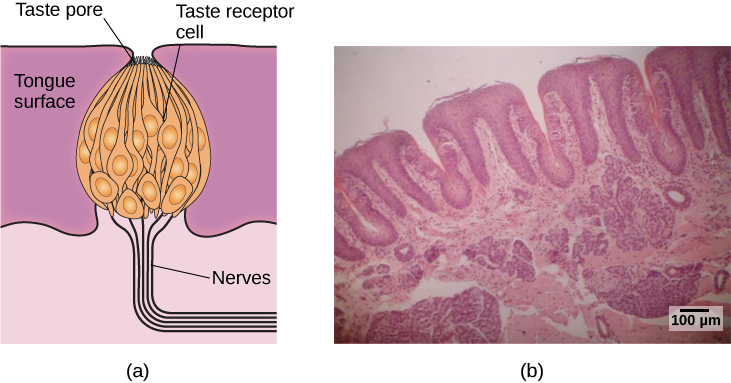 Taste pore
Taste receptor
cell
Tongue
surface
Nerves
100 µm
(a)
(b)